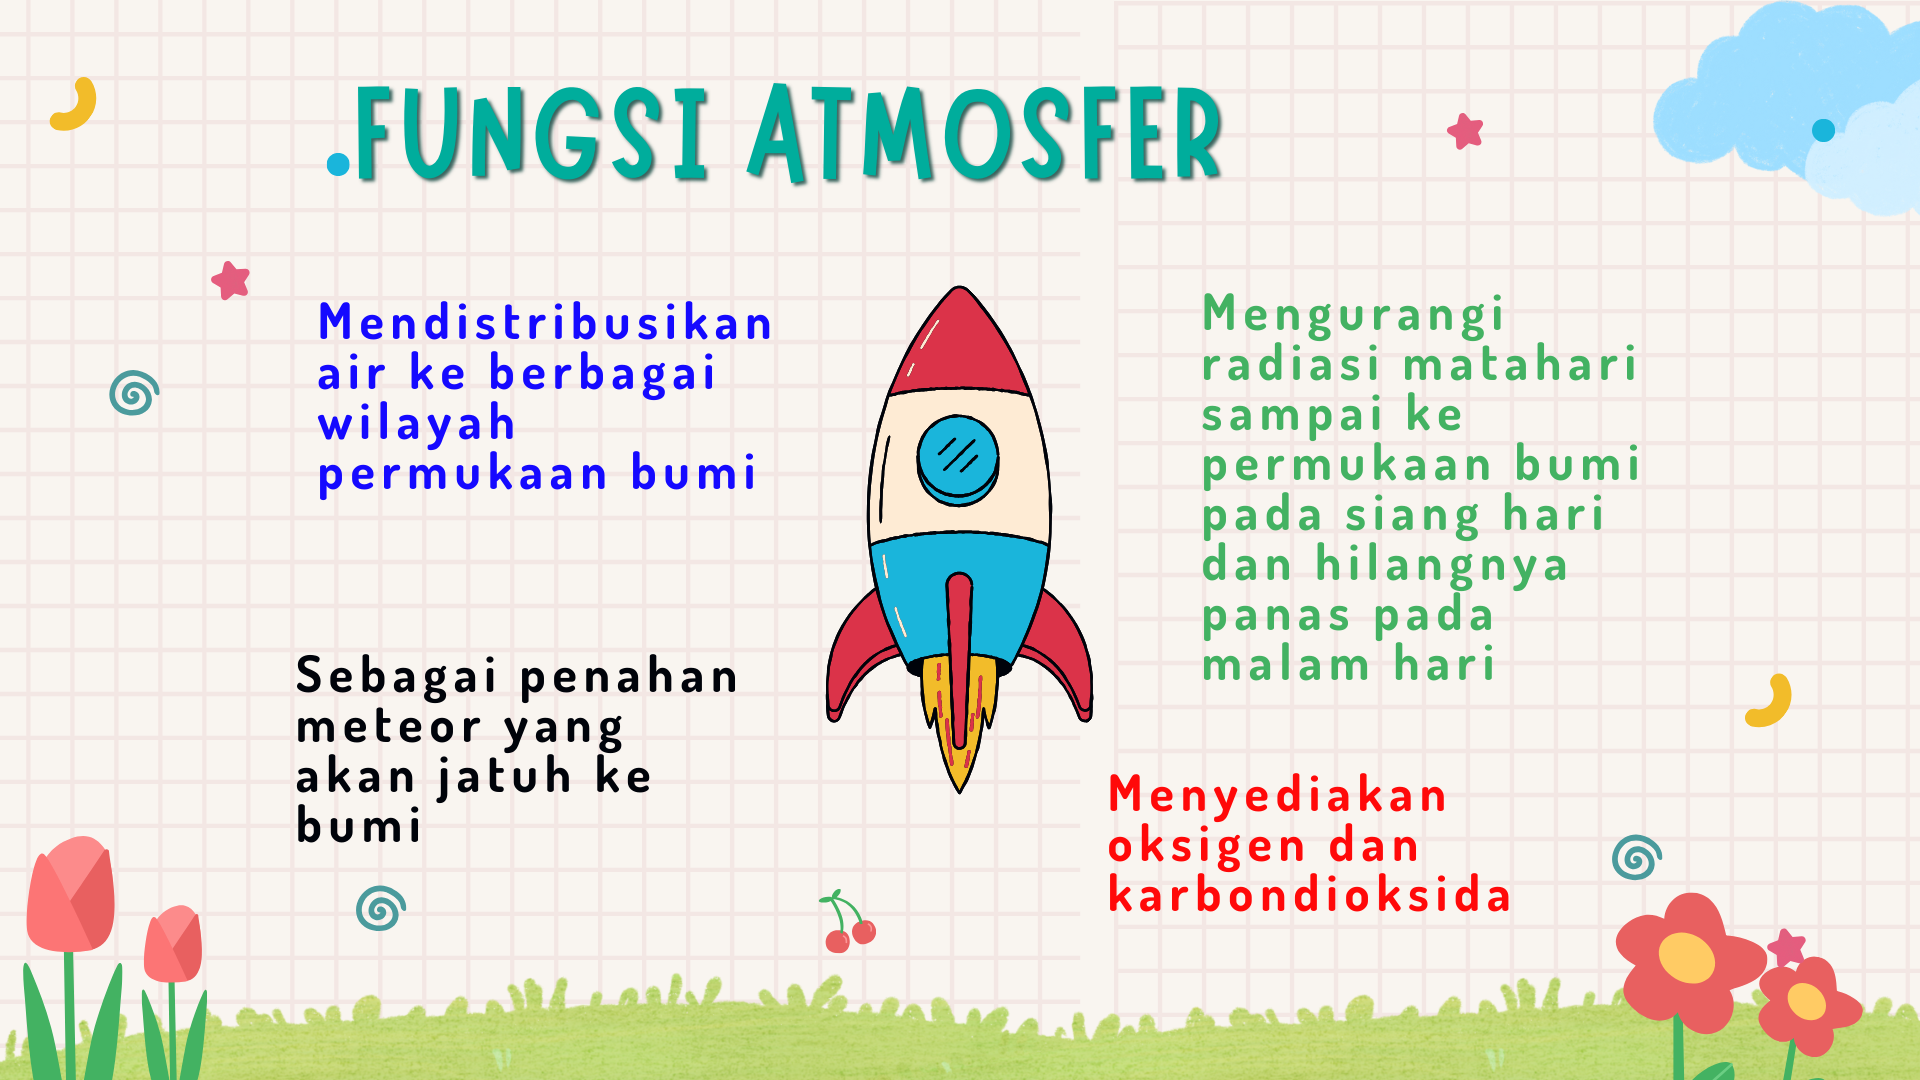 FUNGSI ATMOSFER
Mendistribusikan
air ke berbagai
wilayah
permukaan bumi
Sebagai penahan
meteor yang
akan jatuh ke
bumi
Mengurangi
radiasi matahari
sampai ke
permukaan bumi
pada siang hari
dan hilangnya
panas pada
malam hari
Menyediakan
oksigen dan
karbondioksida